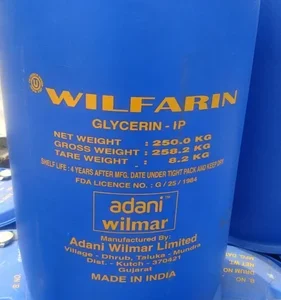 WILFARIN
GLYCERIN - IP
NET WEIGHT : 250.0 KG
GROSS WEIGHT : 258.2 KG
TARE WEIGHT : 8.2 KG
SHELF LIFE : 4 YEARS AFTER MFG. DATE UNDER TIGHT PACK AND KEEP DRY
FDA LICENCE NO. : G / 25 / 1984
adani™
wilmar
Manufactured By:
Adani Wilmar Limited
Village - Dhrub, Taluka - Mundra
Dist. - Kutch - 370421
Gujarat
MADE IN INDIA